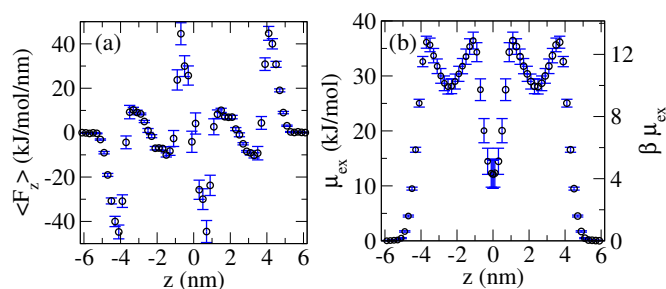 (a)
<F_z> (kJ/mol/nm)
40
20
0
-20
-40
-6 -4 -2 0 2 4 6
z (nm)
(b)
μ_ex (kJ/mol)
40
30
20
10
0
-6 -4 -2 0 2 4 6
z (nm)
12
8
4
0
β μ_ex